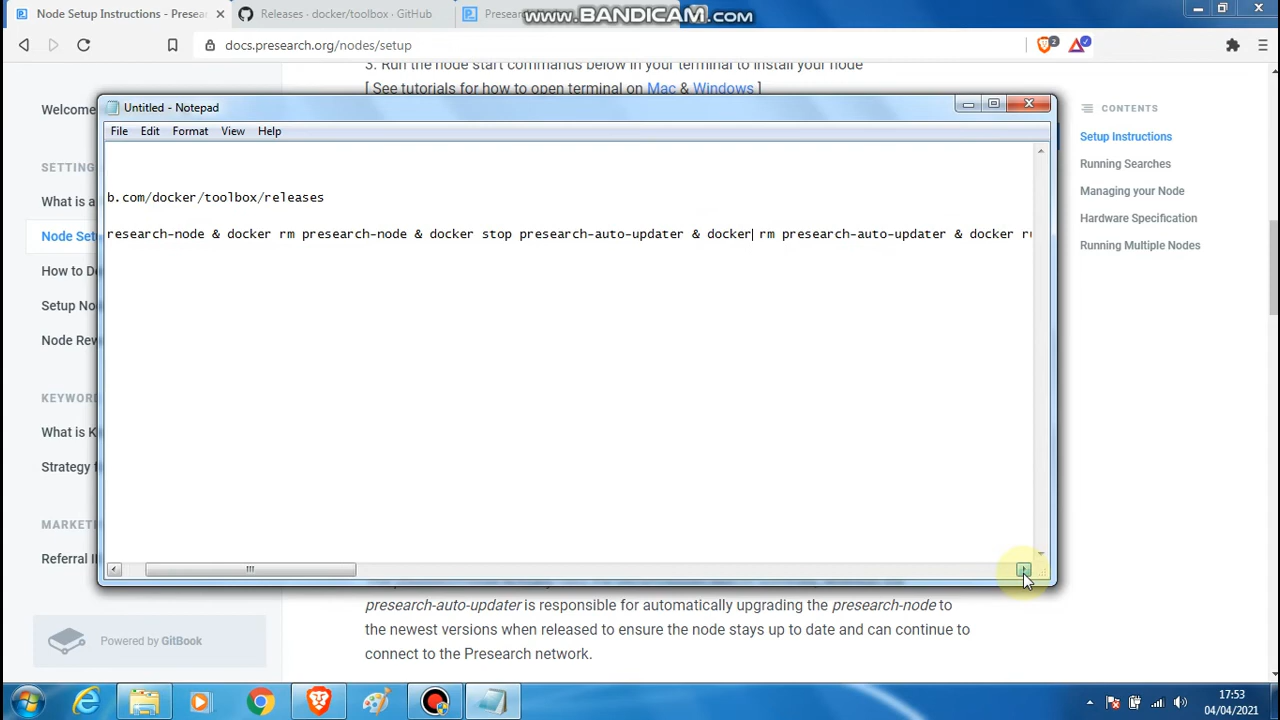 Node Setup Instructions - Presea
Releases · docker/toolbox · GitHub
Presear
www.BANDICAM.com
docs.presearch.org/nodes/setup
2
3. Run the node start commands below in your terminal to install your node
[ See tutorials for how to open terminal on Mac & Windows ]
Welcome
SETTING
What is a
Node Set
How to De
Setup No
Node Rew
KEYWOR
What is K
Strategy f
MARKET
Referral I
Powered by GitBook
Untitled - Notepad
File Edit Format View Help
b.com/docker/toolbox/releases
research-node & docker rm presearch-node & docker stop presearch-auto-updater & docker rm presearch-auto-updater & docker ru
presearch-auto-updater is responsible for automatically upgrading the presearch-node to
the newest versions when released to ensure the node stays up to date and can continue to
connect to the Presearch network.
CONTENTS
Setup Instructions
Running Searches
Managing your Node
Hardware Specification
Running Multiple Nodes
17:53
04/04/2021